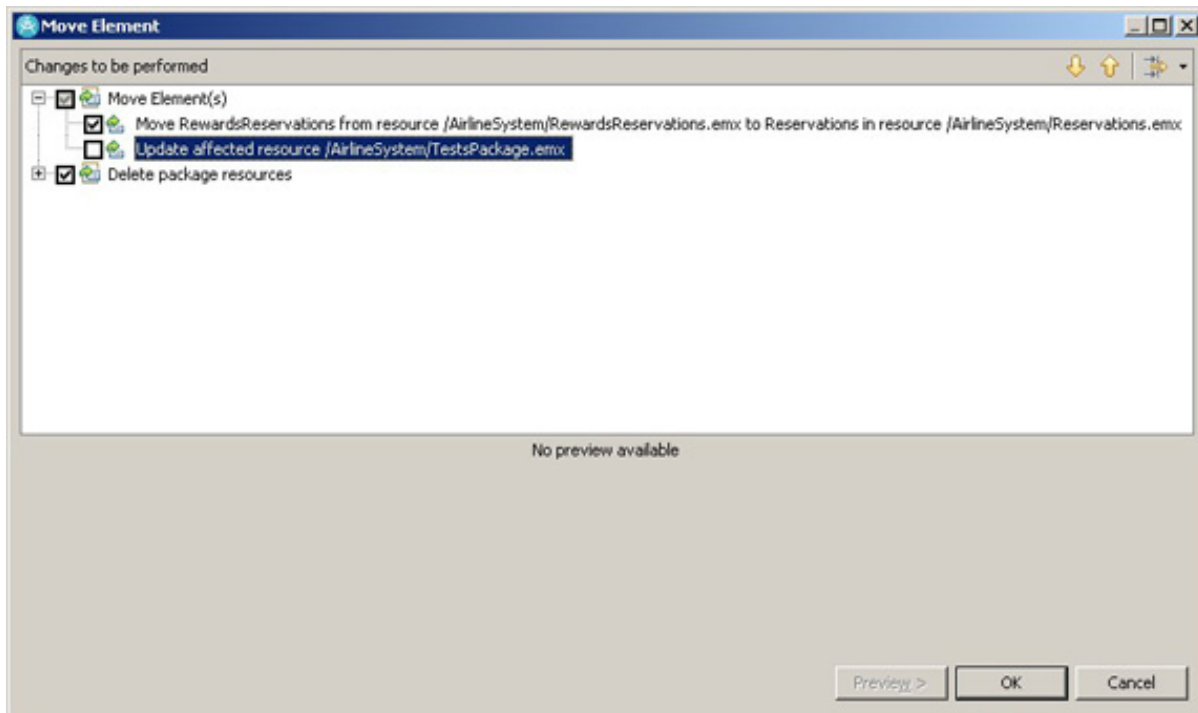 Move Element
Changes to be performed
Move Element(s)
Move RewardsReservations from resource /AirlineSystem/RewardsReservations.emx to Reservations in resource /AirlineSystem/Reservations.emx
Update affected resource /AirlineSystem/TestsPackage.emx
Delete package resources
No preview available
Preview > OK Cancel